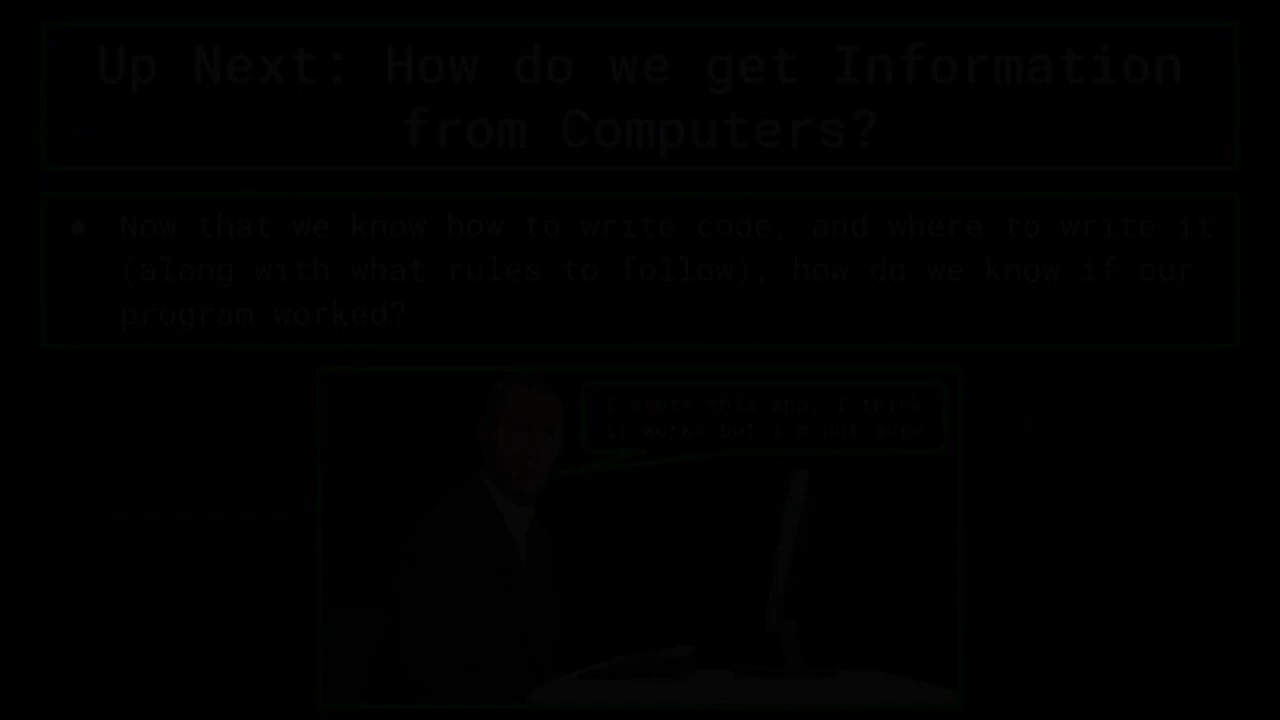 Up Next: How do we get Information
from Computers?
● Now that we know how to write code, and where to write it
(along with what rules to follow), how do we know if our
program worked?
I wrote this app, I think
it works but I'm not sure